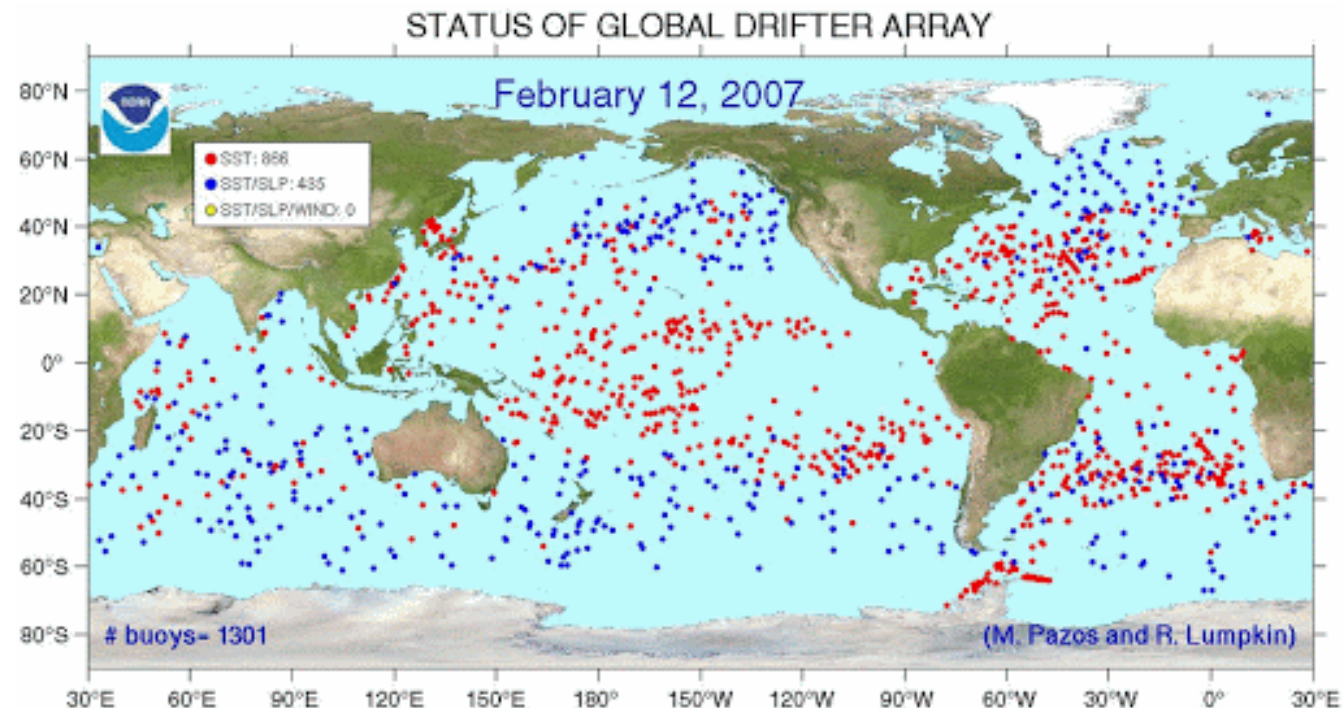 STATUS OF GLOBAL DRIFTER ARRAY
February 12, 2007
NOAA
SST: 866
SST/SLP: 435
SST/SLP/WIND: 0
80°N
60°N
40°N
20°N
0°
20°S
40°S
60°S
80°S
# buoys= 1301
(M. Pazos and R. Lumpkin)
30°E 60°E 90°E 120°E 150°E 180° 150°W 120°W 90°W 60°W 30°W 0° 30°E